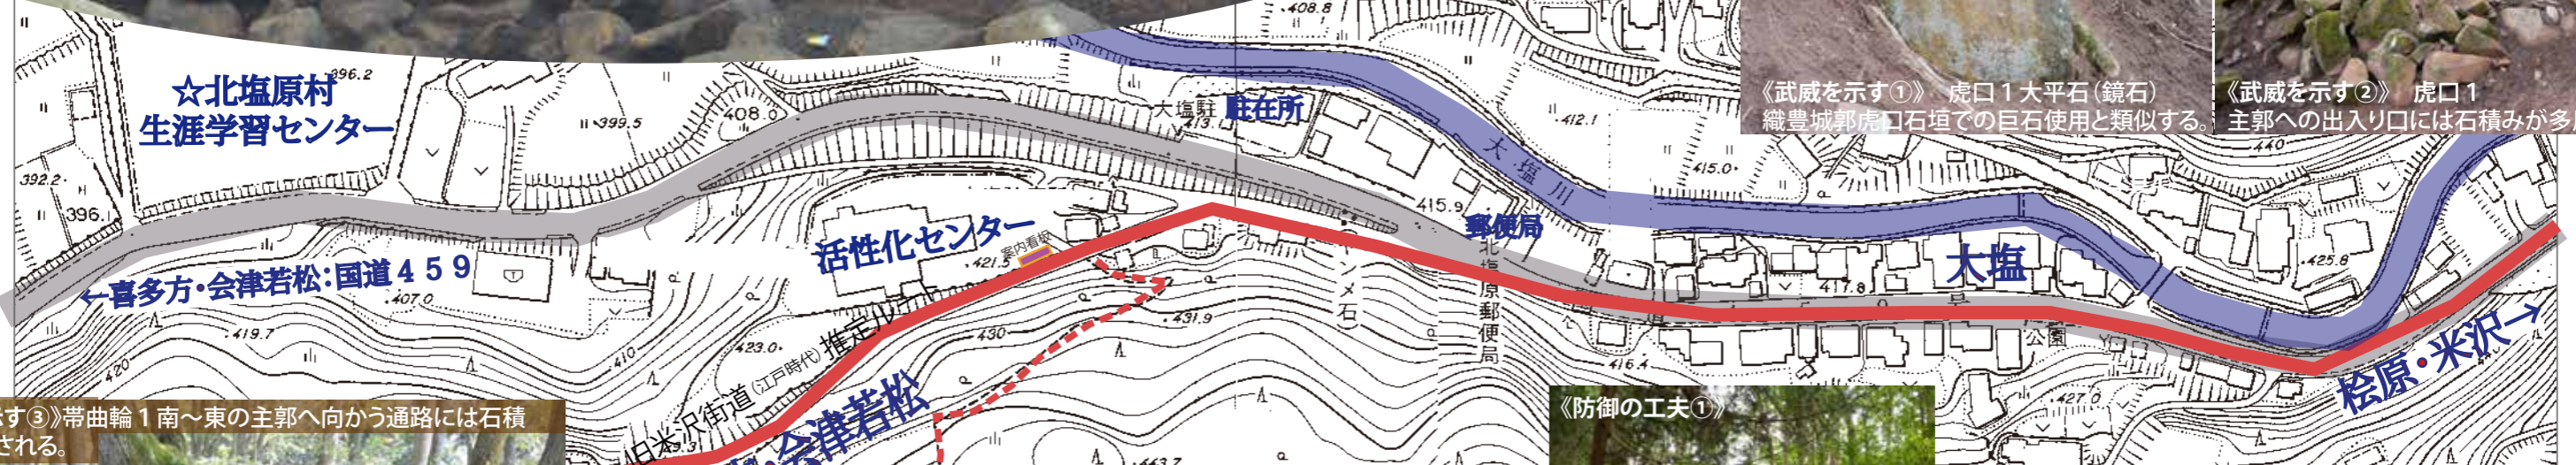 408.8
396.2
☆北塩原村
生涯学習センター
399.5
408.0
大塩駐
駐在所
413.1
412.1
《武威を示す①》 虎口１大平石(鏡石)
織豊城郭虎口石垣での巨石使用と類似する。
《武威を示す②》 虎口１
主郭への出入り口には石積みが多
440
392.2
396.
大塩川
415.0
415.9
郵便局
北塩原郵便局
メ石)
活性化センター
案内看板
421.5
大塩
417.8
425.8
←喜多方・会津若松:国道４５９
407.0
419.7
420
410
423.0
430
431.9
旧米沢街道(江戸時代)推定ル
会津若松
公園
416.4
427.0
桧原・米沢→
す③》帯曲輪１南～東の主郭へ向かう通路には石積
される。
《防御の工夫①》
443.7